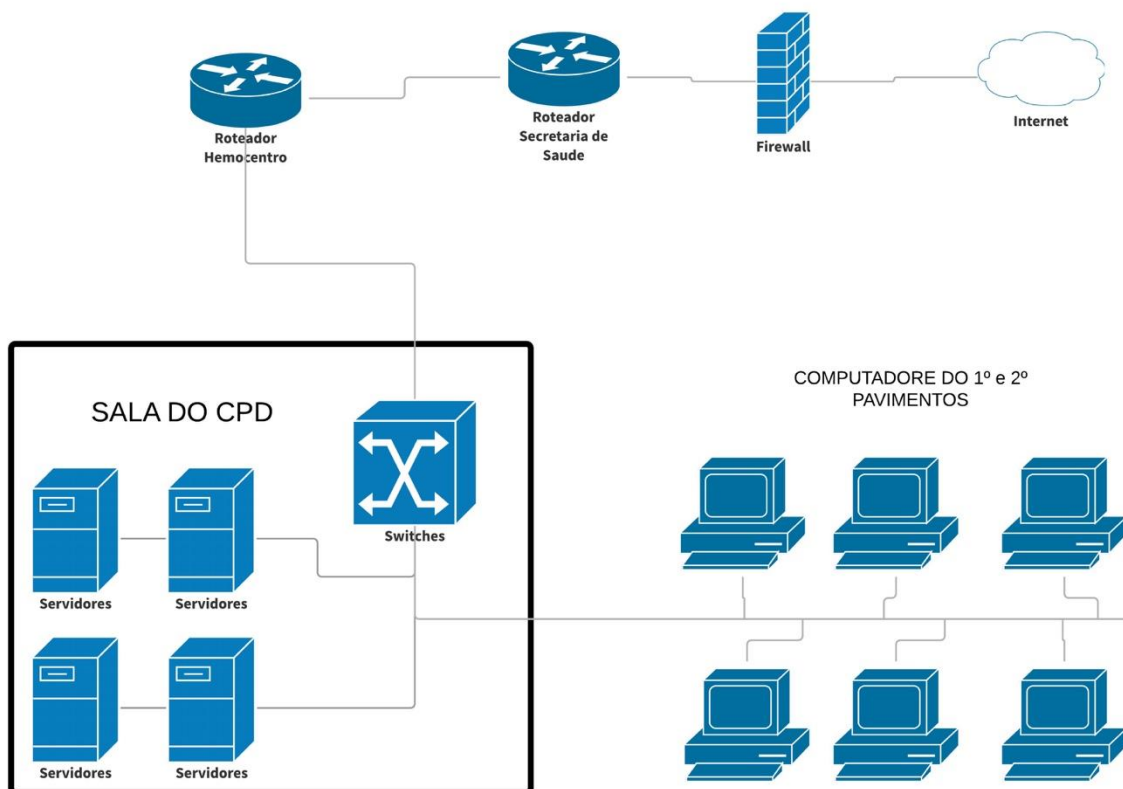 Roteador
Hemocentro
Roteador
Secretaria de
Saude
Firewall
Internet
SALA DO CPD
Switches
Servidores
Servidores
Servidores
Servidores
COMPUTADORE DO 1º e 2º
PAVIMENTOS